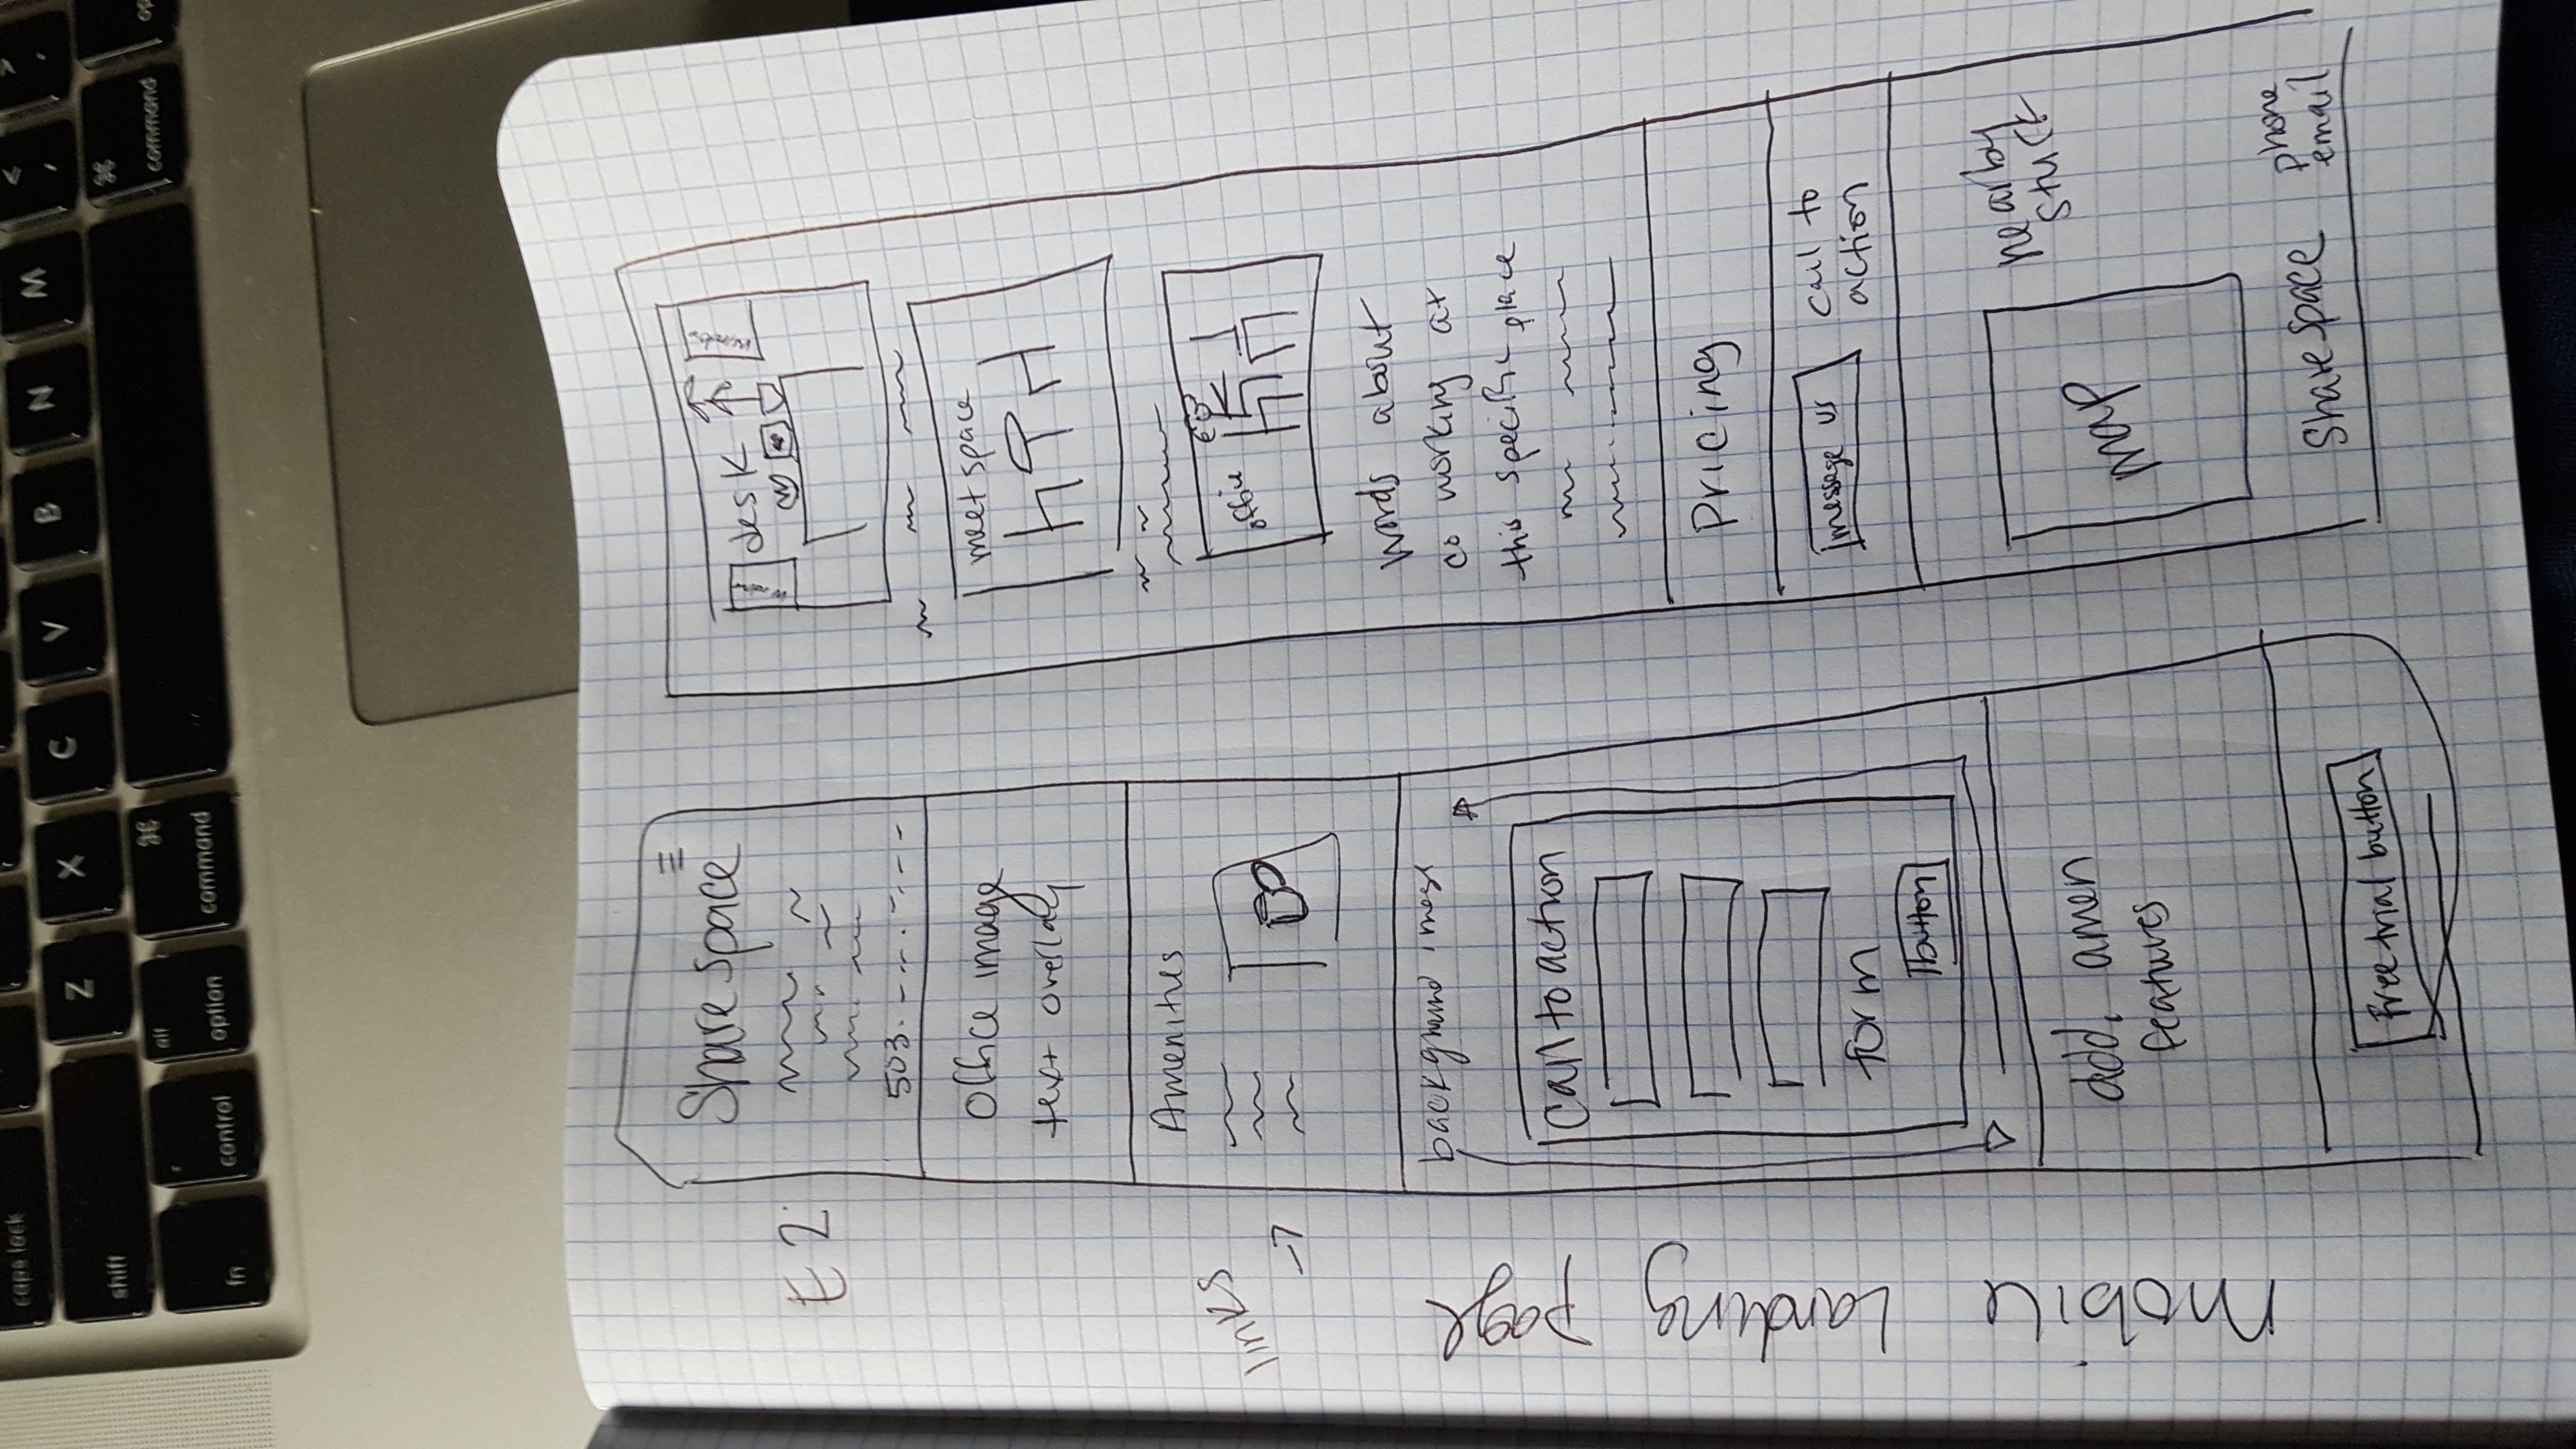 caps lock
shift
Z
X
C
V
B
N
M
<
,
>
.
fn
control
alt
option
⌘
command
⌘
command
op
E2
links
→
Mobile Landing page
Share space
≡
503.
Office image
text overlay
Amenities
background image
Call to action
form
button
add. amen
features
Free trial button
desk
meet space
office
words about
co working at
this specific place
Pricing
message us
call to
action
map
nearby
stuff
Share space
phone
email